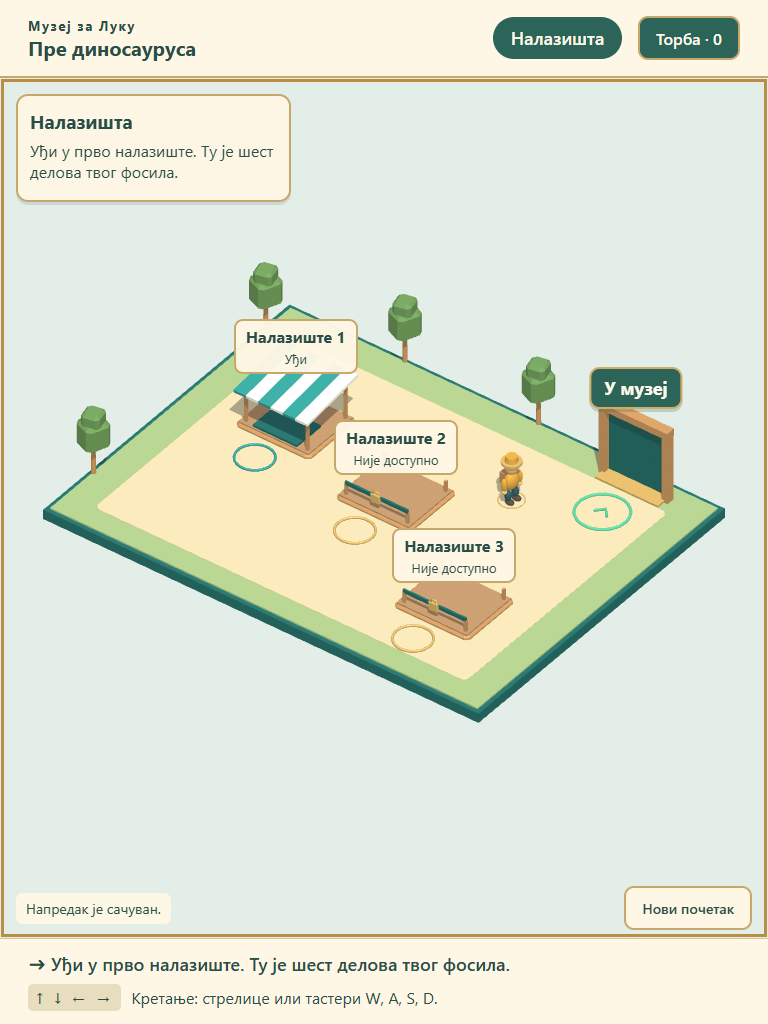 Музеј за Луку
Пре диносауруса
Налазишта
Торба · 0
Налазишта
Уђи у прво налазиште. Ту је шест
делова твог фосила.
Налазиште 1
Уђи
У музеј
Налазиште 2
Није доступно
Налазиште 3
Није доступно
Напредак је сачуван.
Нови почетак
→ Уђи у прво налазиште. Ту је шест делова твог фосила.
↑ ↓ ← → Кретање: стрелице или тастери W, A, S, D.